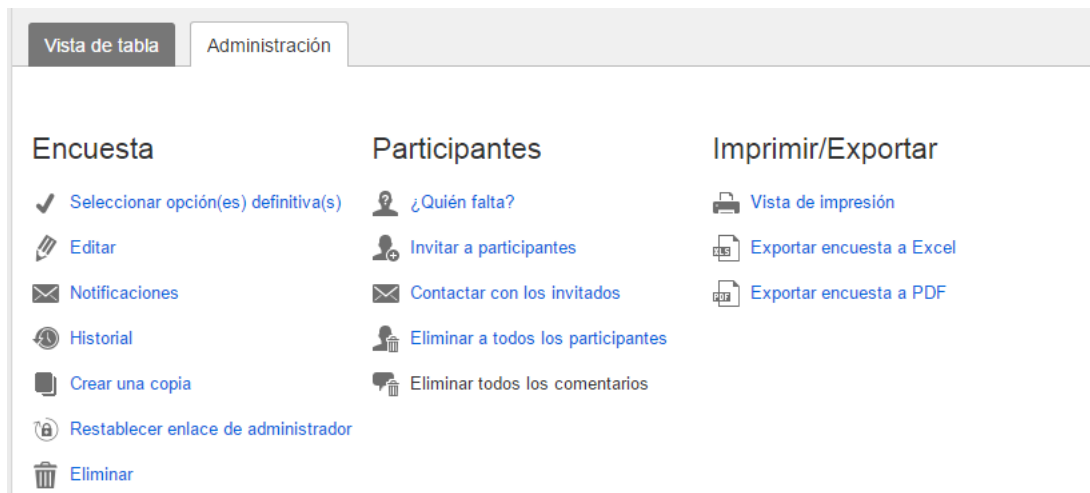 Vista de tabla
Administración
Encuesta
Seleccionar opción(es) definitiva(s)
Editar
Notificaciones
Historial
Crear una copia
Restablecer enlace de administrador
Eliminar
Participantes
¿Quién falta?
Invitar a participantes
Contactar con los invitados
Eliminar a todos los participantes
Eliminar todos los comentarios
Imprimir/Exportar
Vista de impresión
XLS
Exportar encuesta a Excel
PDF
Exportar encuesta a PDF